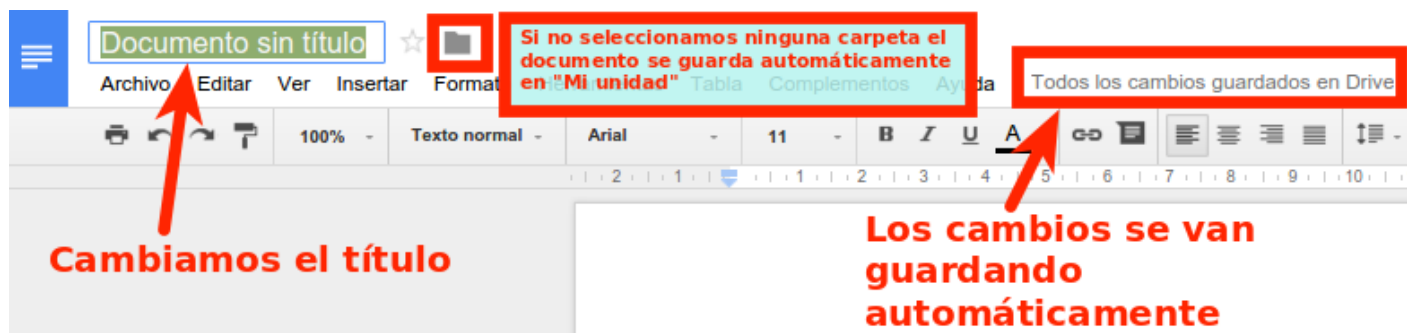 Documento sin título
Si no seleccionamos ninguna carpeta el
documento se guarda automáticamente
en "Mi unidad"
Archivo Editar Ver Insertar Format Herramientas Tabla Complementos Ayuda Todos los cambios guardados en Drive
100% Texto normal Arial 11 B I U A
2 1 1 2 3 4 5 6 7 8 9 10
Cambiamos el título
Los cambios se van
guardando
automáticamente